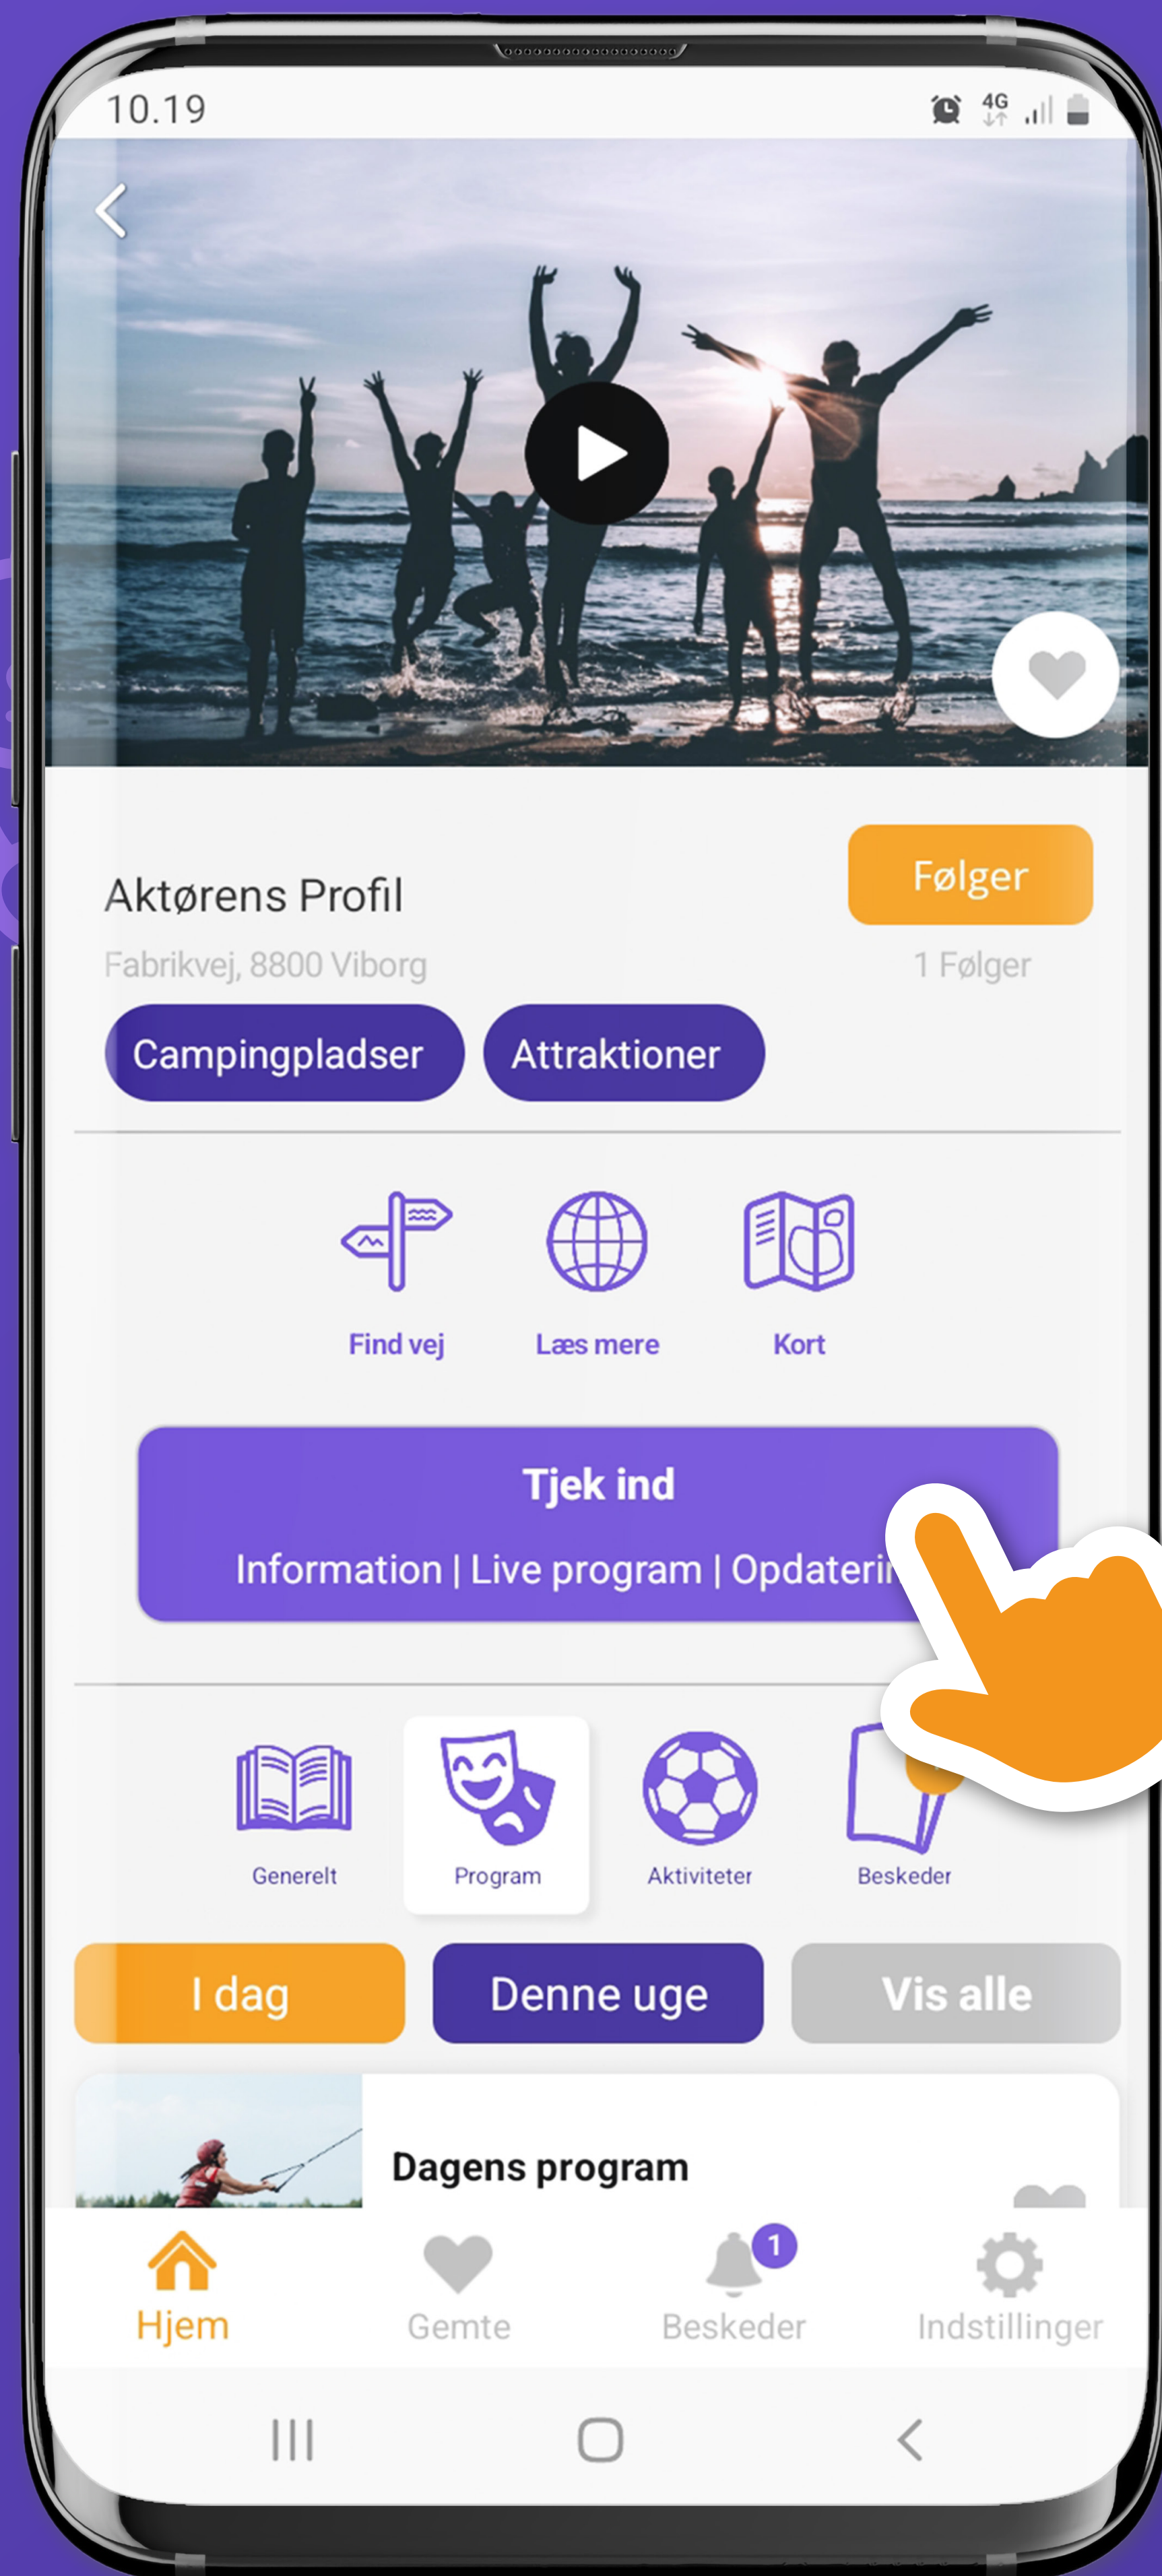 10.19
4G
Aktørens Profil
Følger
Fabrikvej, 8800 Viborg
1 Følger
Campingpladser Attraktioner
Find vej Læs mere Kort
Tjek ind
Information | Live program |
Generelt Program Aktiviteter Beskeder
I dag Denne uge Vis alle
Dagens program
1
Hjem Gemte Beskeder Indstillinger